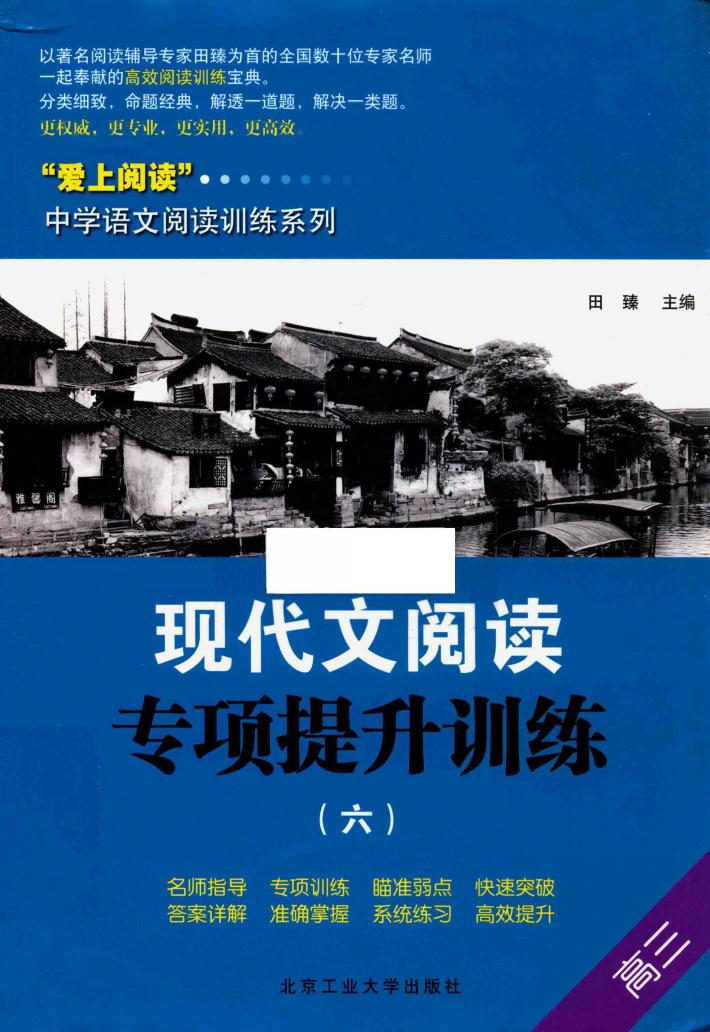 以著名阅读辅导专家田臻为首的全国数十位专家名师
一起奉献的高效阅读训练宝典。
分类细致，命题经典，解透一道题，解决一类题。
更权威，更专业，更实用，更高效。
“爱上阅读”
中学语文阅读训练系列
田 臻 主编
雅馨阁
现代文阅读
专项提升训练
（六）
名师指导 专项训练 瞄准弱点 快速突破
答案详解 准确掌握 系统练习 高效提升
高三
北京工业大学出版社